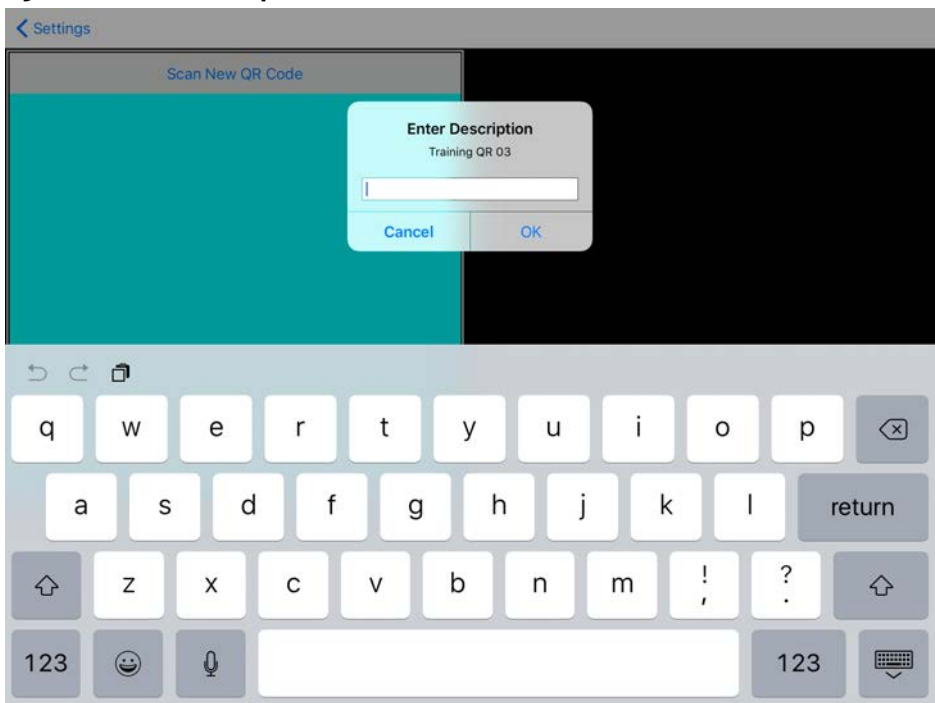 Settings
Scan New QR Code
Enter Description
Training QR 03
Cancel OK
q w e r t y u i o p
a s d f g h j k l return
z x c v b n m ! , ? .
123 123